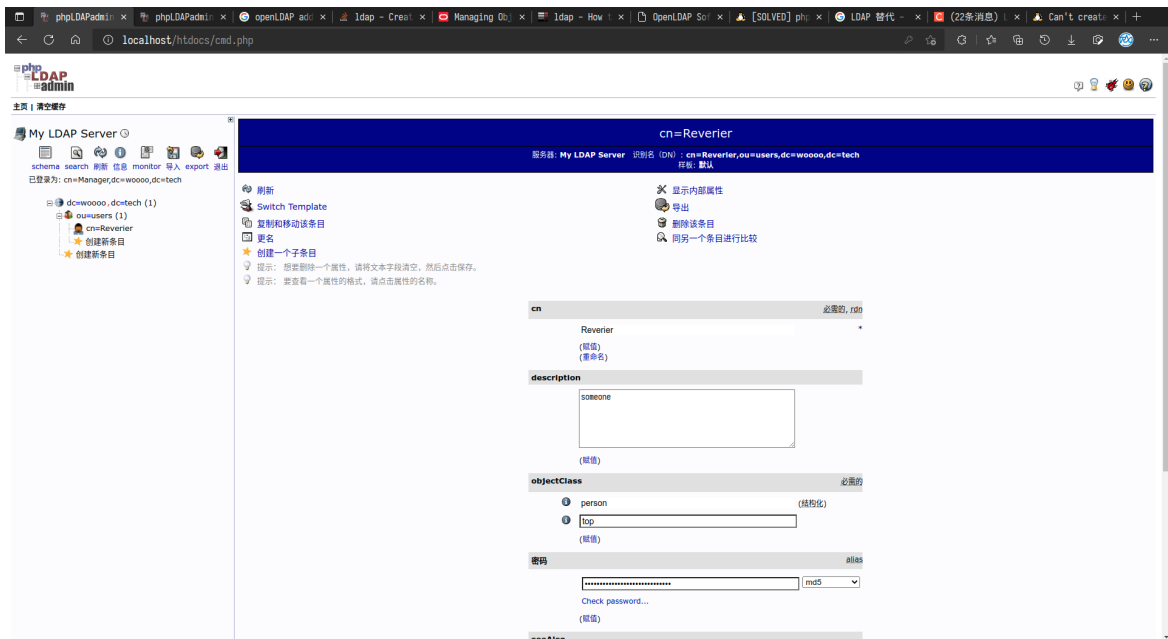 phpLDAPadmin
phpLDAPadmin
openLDAP add
ldap - Creat
Managing Obj
ldap - How t
OpenLDAP Sof
[SOLVED] php
LDAP 替代 -
(22条消息) L
Can't create
localhost/htdocs/cmd.php
php
LDAP
admin
主页 | 清空缓存
My LDAP Server
schema search 刷新 信息 monitor 导入 export 退出
已登录为: cn=Manager,dc=woooo,dc=tech
dc=woooo,dc=tech (1)
ou=users (1)
cn=Reverier
创建新条目
创建新条目
cn=Reverier
服务器: My LDAP Server 识别名 (DN) : cn=Reverier,ou=users,dc=woooo,dc=tech
样板: 默认
刷新
Switch Template
复制和移动该条目
更名
创建一个子条目
提示: 想要删除一个属性，请将文本字段清空，然后点击保存。
提示: 要查看一个属性的格式，请点击属性的名称。
显示内部属性
导出
删除该条目
同另一个条目进行比较
cn 必需的, rdn
Reverier *
(赋值)
(重命名)
description
someone
(赋值)
objectClass 必需的
person (结构化)
top
(赋值)
密码 alias
md5
Check password...
(赋值)
seeAlso